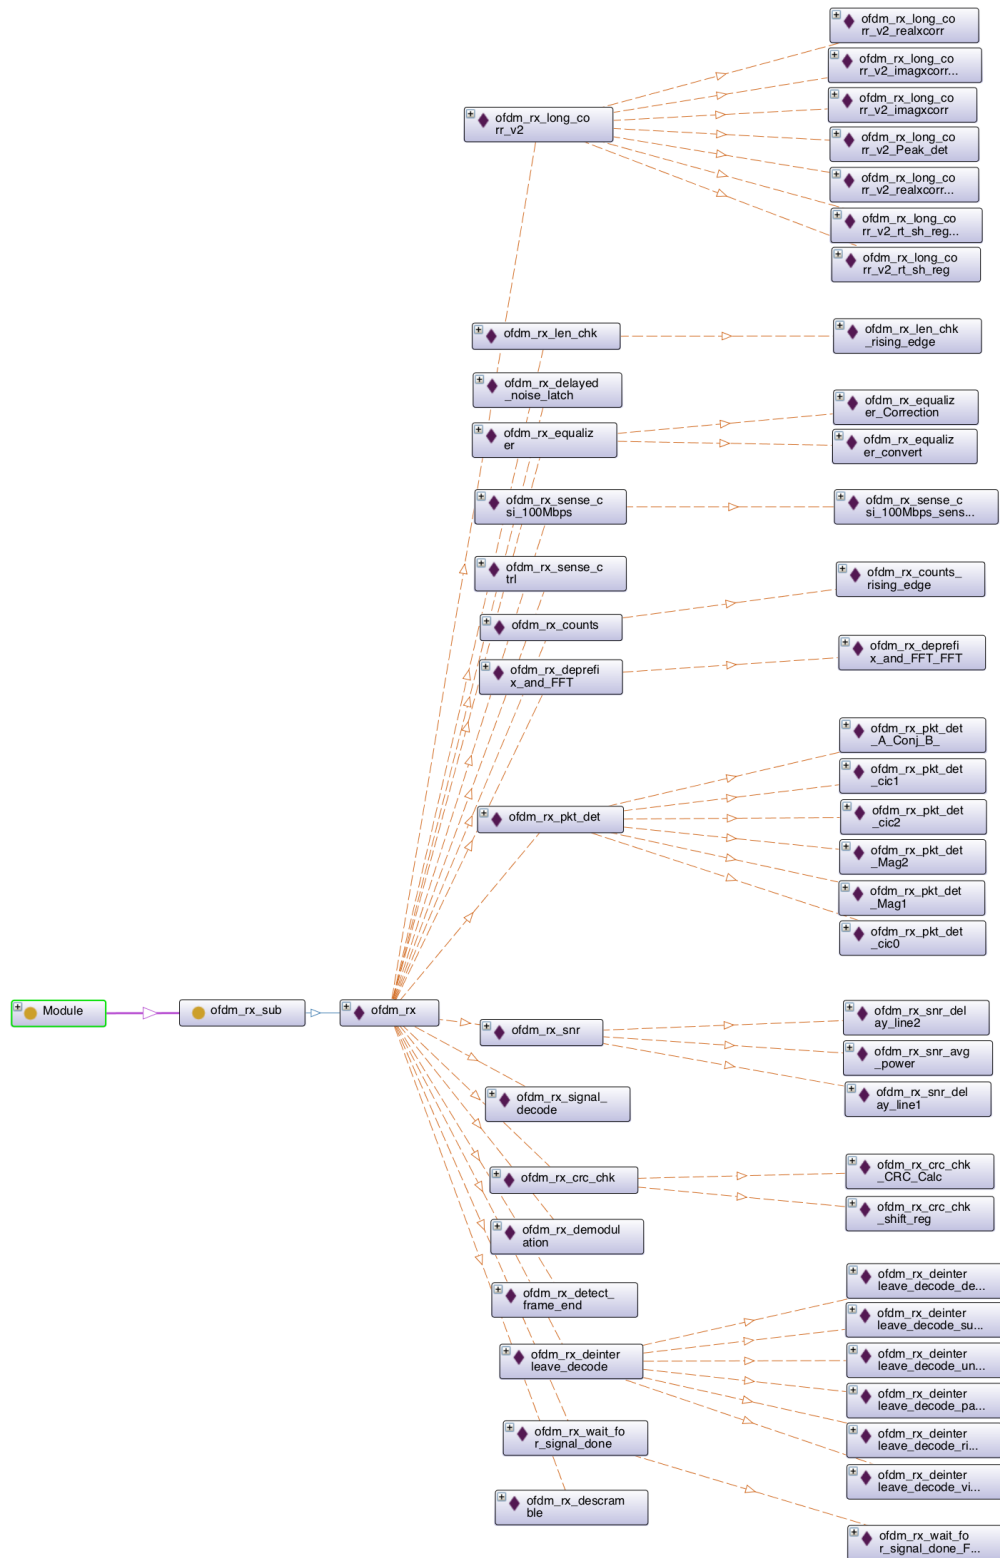 ofdm_rx_long_co
rr_v2_realxcorr
ofdm_rx_long_co
rr_v2_imagxcorr...
ofdm_rx_long_co
rr_v2_imagxcorr
ofdm_rx_long_co
rr_v2
ofdm_rx_long_co
rr_v2_Peak_det
ofdm_rx_long_co
rr_v2_realxcorr...
ofdm_rx_long_co
rr_v2_rt_sh_reg...
ofdm_rx_long_co
rr_v2_rt_sh_reg
ofdm_rx_len_chk
ofdm_rx_len_chk
_rising_edge
ofdm_rx_delayed
_noise_latch
ofdm_rx_equaliz
er_Correction
ofdm_rx_equaliz
er
ofdm_rx_equaliz
er_convert
ofdm_rx_sense_c
si_100Mbps
ofdm_rx_sense_c
si_100Mbps_sens...
ofdm_rx_sense_c
trl
ofdm_rx_counts_
rising_edge
ofdm_rx_counts
ofdm_rx_deprefi
x_and_FFT_FFT
ofdm_rx_deprefi
x_and_FFT
ofdm_rx_pkt_det
_A_Conj_B_
ofdm_rx_pkt_det
_cic1
ofdm_rx_pkt_det
_cic2
ofdm_rx_pkt_det
ofdm_rx_pkt_det
_Mag2
ofdm_rx_pkt_det
_Mag1
ofdm_rx_pkt_det
_cic0
Module
ofdm_rx_sub
ofdm_rx
ofdm_rx_snr_del
ay_line2
ofdm_rx_snr
ofdm_rx_snr_avg
_power
ofdm_rx_snr_del
ay_line1
ofdm_rx_signal_
decode
ofdm_rx_crc_chk
_CRC_Calc
ofdm_rx_crc_chk
ofdm_rx_crc_chk
_shift_reg
ofdm_rx_demodul
ation
ofdm_rx_deinter
leave_decode_de...
ofdm_rx_detect_
frame_end
ofdm_rx_deinter
leave_decode_su...
ofdm_rx_deinter
leave_decode
ofdm_rx_deinter
leave_decode_un...
ofdm_rx_deinter
leave_decode_pa...
ofdm_rx_wait_fo
r_signal_done
ofdm_rx_deinter
leave_decode_ri...
ofdm_rx_deinter
leave_decode_vi...
ofdm_rx_descram
ble
ofdm_rx_wait_fo
r_signal_done_F...